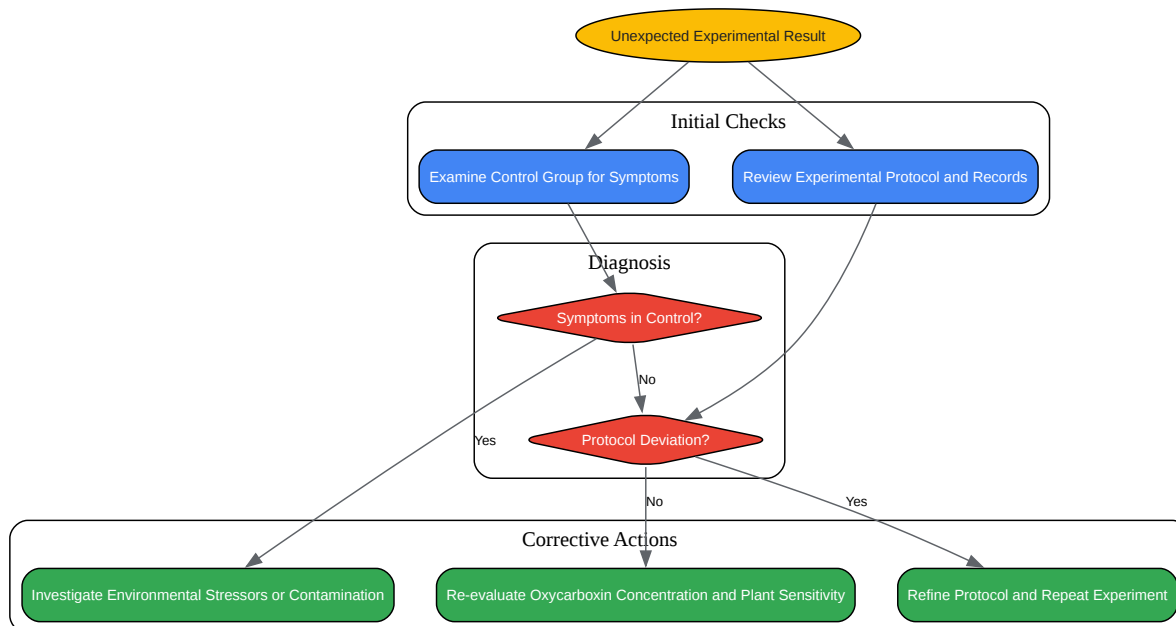 Unexpected Experimental Result
Initial Checks
Examine Control Group for Symptoms
Review Experimental Protocol and Records
Diagnosis
Symptoms in Control?
No
Yes
Protocol Deviation?
No
Yes
Corrective Actions
Investigate Environmental Stressors or Contamination
Re-evaluate Oxycarboxin Concentration and Plant Sensitivity
Refine Protocol and Repeat Experiment